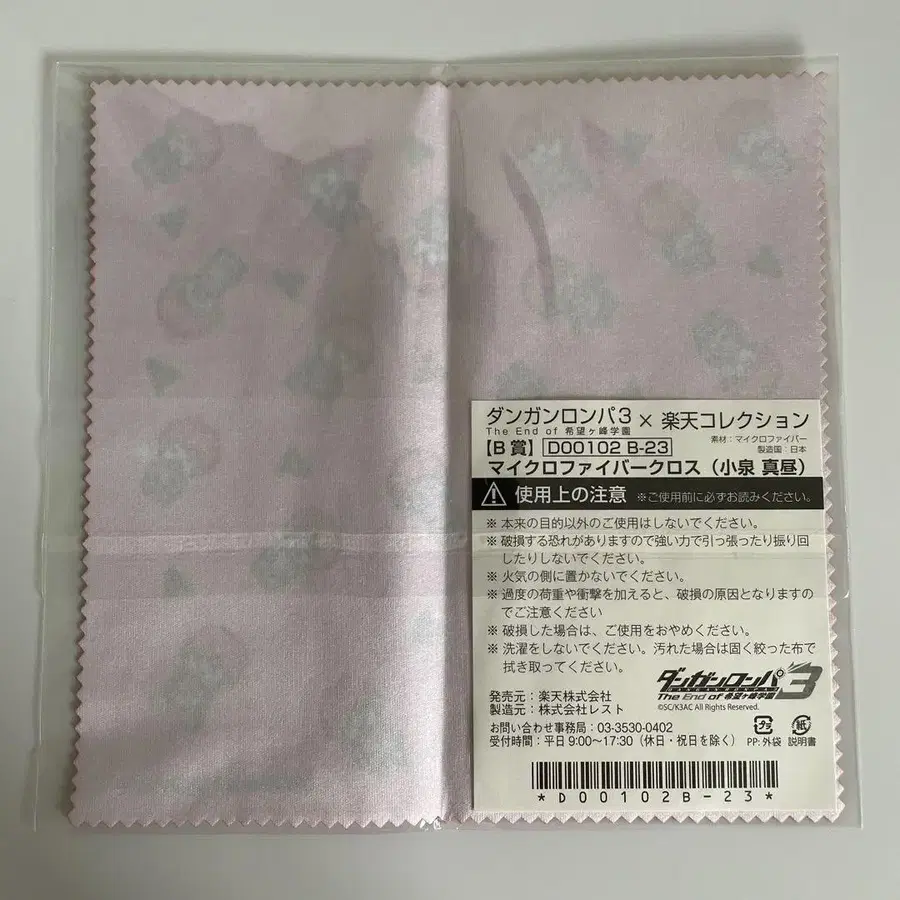 ダンガンロンパ3 × 楽天コレクション
The End of 希望ヶ峰学園
素材：マイクロファイバー
【B賞】 D00102 B-23
製造国：日本
マイクロファイバークロス（小泉 真昼）
使用上の注意 ※ご使用前に必ずお読みください。
※ 本来の目的以外のご使用はしないでください。
※ 破損する恐れがありますので強い力で引っ張ったり振り回
したりしないでください。
※ 火気の側に置かないでください。
※ 過度の荷重や衝撃を加えると、破損の原因となりますの
でご注意ください
※ 破損した場合は、ご使用をおやめください。
※ 洗濯をしないでください。汚れた場合は固く絞った布で
拭き取ってください。
ダンガンロンパ3
DANGANRONPA
The End of 希望ヶ峰学園
©SC/K3AC All Rights Reserved.
発売元：楽天株式会社
製造元：株式会社レスト
お問い合わせ事務局：03-3530-0402
受付時間：平日 9:00～17:30（休日・祝日を除く）
プラ 紙
PP：外袋 説明書
*D00102B-23*